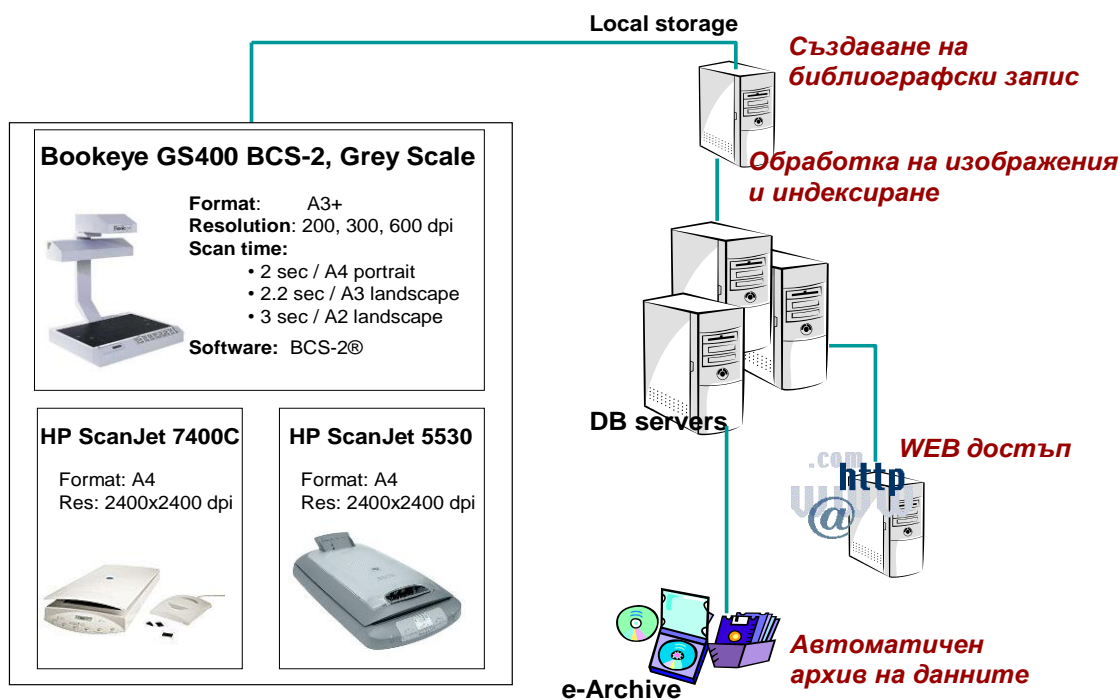 Local storage
Създаване на
библиографски запис
Bookeye GS400 BCS-2, Grey Scale
Format: A3+
Resolution: 200, 300, 600 dpi
Scan time:
• 2 sec / A4 portrait
• 2.2 sec / A3 landscape
• 3 sec / A2 landscape
Software: BCS-2®
Обработка на изображения
и индексиране
DB servers
HP ScanJet 7400C
Format: A4
Res: 2400x2400 dpi
HP ScanJet 5530
Format: A4
Res: 2400x2400 dpi
WEB достъп
.com
http
www
@
e-Archive
Автоматичен
архив на данните